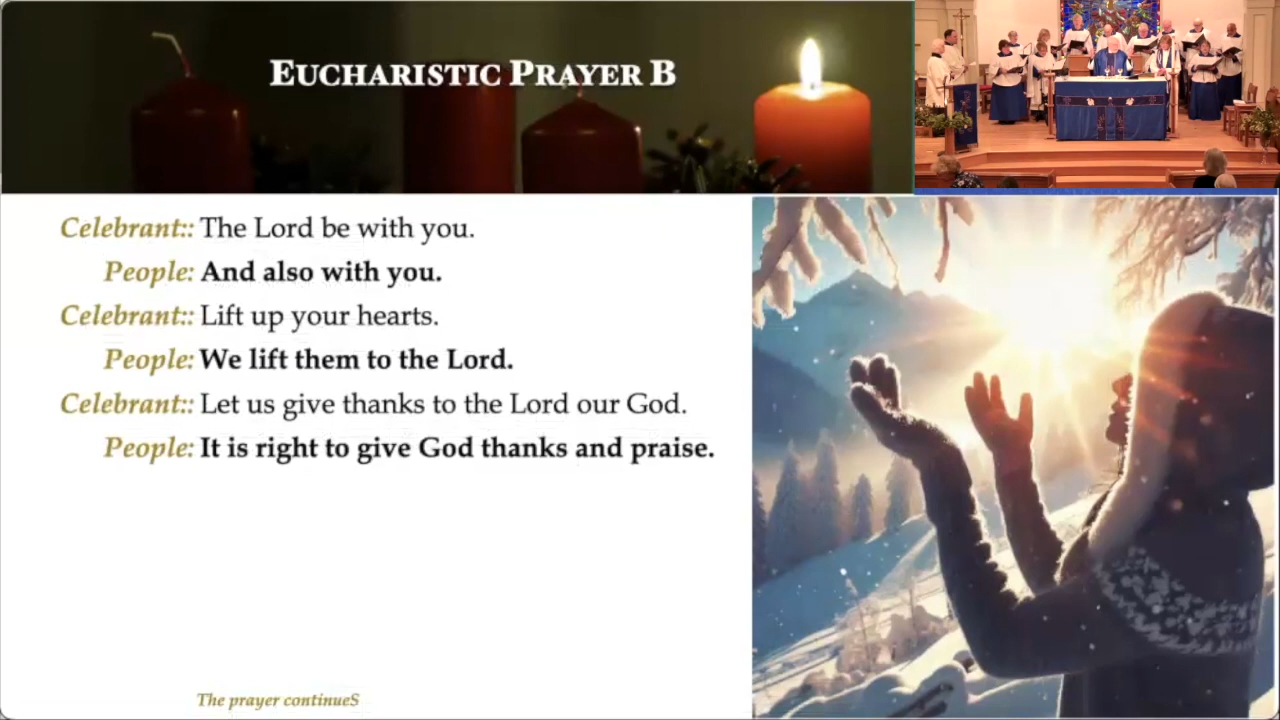 EUCHARISTIC PRAYER B
Celebrant:: The Lord be with you.
People: And also with you.
Celebrant:: Lift up your hearts.
People: We lift them to the Lord.
Celebrant:: Let us give thanks to the Lord our God.
People: It is right to give God thanks and praise.
The prayer continueS